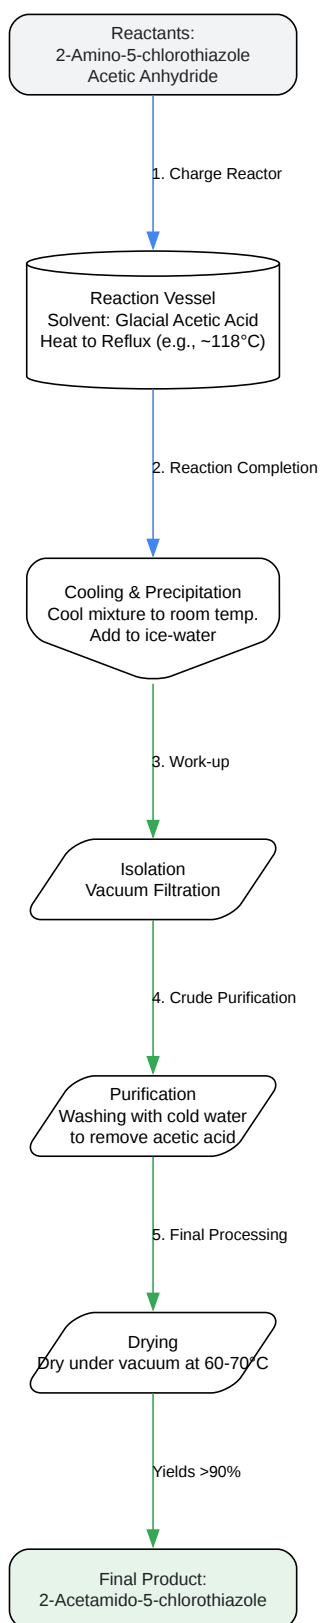 Reactants:
2-Amino-5-chlorothiazole
Acetic Anhydride
1. Charge Reactor
Reaction Vessel
Solvent: Glacial Acetic Acid
Heat to Reflux (e.g., ~118°C)
2. Reaction Completion
Cooling & Precipitation
Cool mixture to room temp.
Add to ice-water
3. Work-up
Isolation
Vacuum Filtration
4. Crude Purification
Purification
Washing with cold water
to remove acetic acid
5. Final Processing
Drying
Dry under vacuum at 60-70°C
Yields >90%
Final Product:
2-Acetamido-5-chlorothiazole